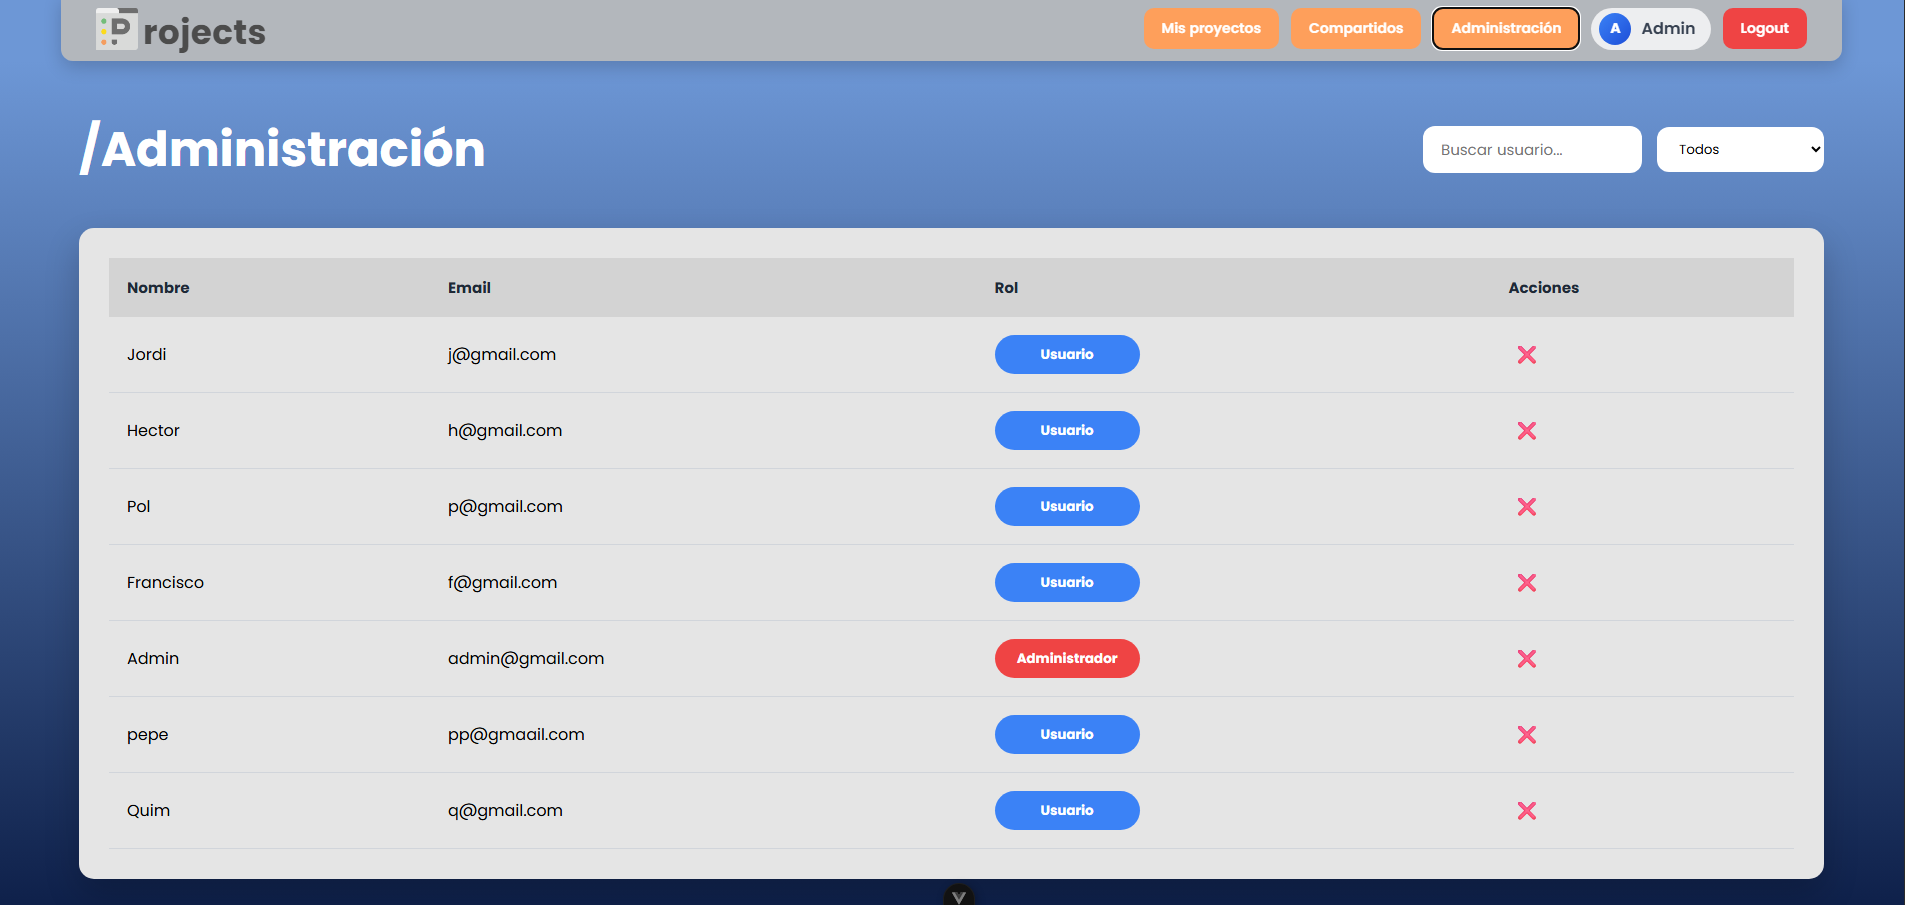 Projects
Mis proyectos
Compartidos
Administración
A Admin
Logout
/Administración
Buscar usuario...
Todos
Nombre Email Rol Acciones
Jordi j@gmail.com Usuario
Hector h@gmail.com Usuario
Pol p@gmail.com Usuario
Francisco f@gmail.com Usuario
Admin admin@gmail.com Administrador
pepe pp@gmaail.com Usuario
Quim q@gmail.com Usuario